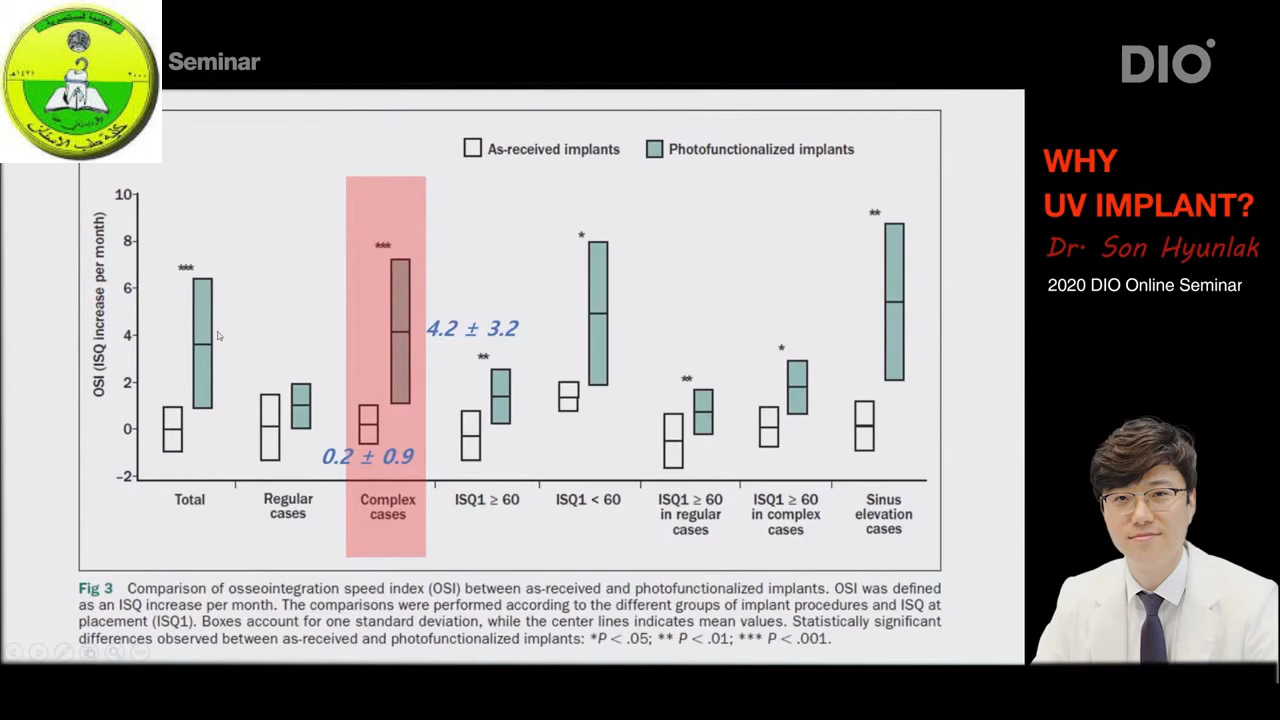 الجامعة المستنصرية
كلية طب الأسنان
Seminar
DIO
WHY
UV IMPLANT?
Dr. Son Hyunlak
2020 DIO Online Seminar
As-received implants
Photofunctionalized implants
OSI (ISQ increase per month)
10
8
6
4
2
0
–2
***
***
**
*
**
*
**
4.2 ± 3.2
0.2 ± 0.9
Total
Regular
cases
Complex
cases
ISQ1 ≥ 60
ISQ1 < 60
ISQ1 ≥ 60
in regular
cases
ISQ1 ≥ 60
in complex
cases
Sinus
elevation
cases
Fig 3 Comparison of osseointegration speed index (OSI) between as-received and photofunctionalized implants. OSI was defined
as an ISQ increase per month. The comparisons were performed according to the different groups of implant procedures and ISQ at
placement (ISQ1). Boxes account for one standard deviation, while the center lines indicates mean values. Statistically significant
differences observed between as-received and photofunctionalized implants: *P < .05; ** P < .01; *** P < .001.